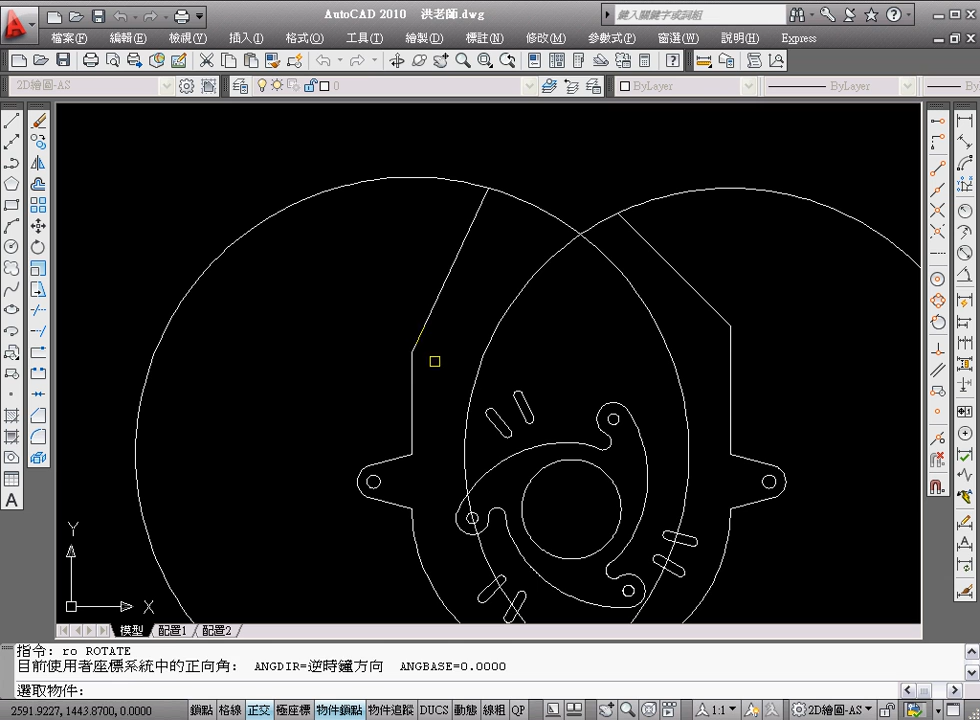 AutoCAD 2010 洪老師.dwg
鍵入關鍵字或詞組
檔案(F) 編輯(E) 檢視(V) 插入(I) 格式(O) 工具(T) 繪製(D) 標註(N) 修改(M) 參數式(P) 視窗(W) 說明(H) Express
2D繪圖-AS 0 ByLayer ByLayer
A
Y
X
模型 配置1 配置2
指令: ro ROTATE
目前使用者座標系統中的正向角: ANGDIR=逆時鐘方向 ANGBASE=0.0000
選取物件:
2591.9227, 1443.8700, 0.0000 鎖點 格線 正交 極座標 物件鎖點 物件追蹤 DUCS 動態 線粗 QP 1:1 2D繪圖-AS